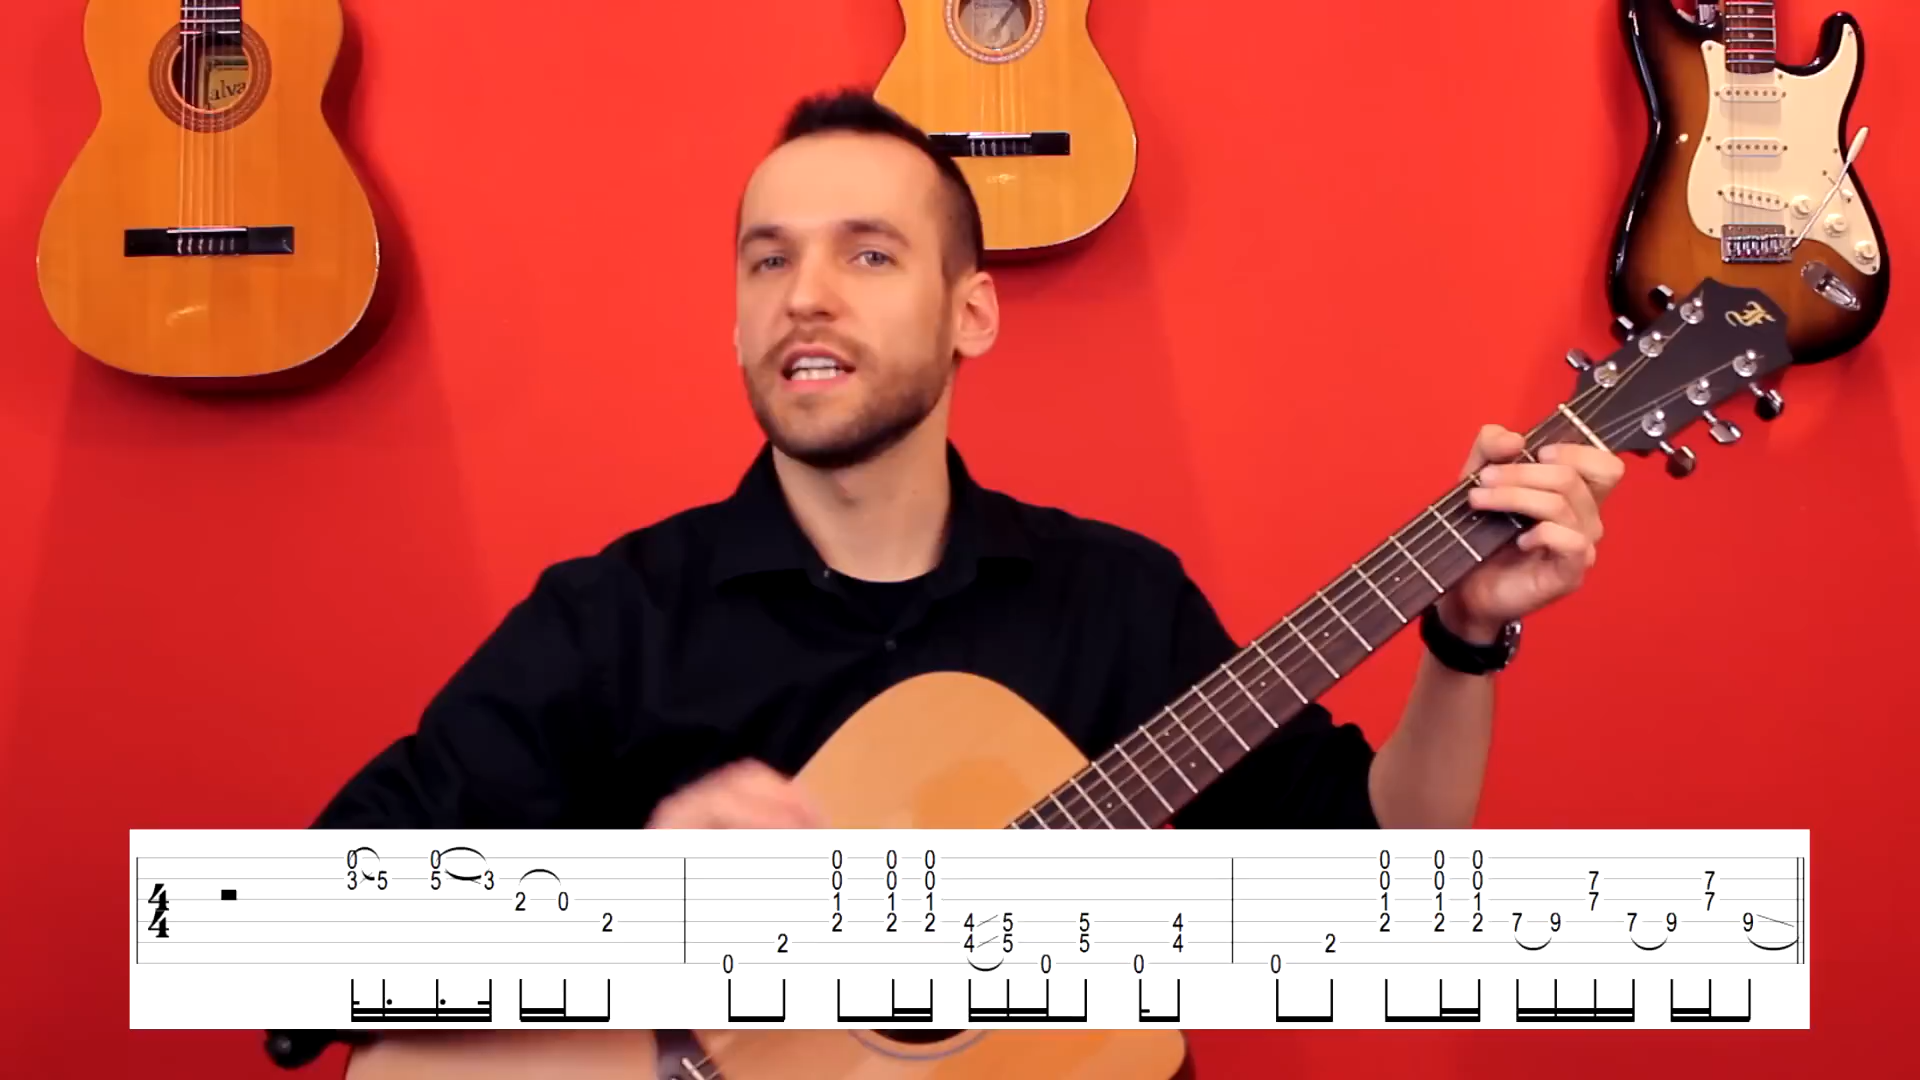 alva
0 0 0 0 0 0 0 0
3 5 5 3 0 0 0 0 0 0 7 7
4 2 0 1 1 1 1 1 1 7 7
4 2 2 2 2 4 5 5 4 2 2 2 7 9 7 9 9
2 4 5 5 4 2
0 0 0 0